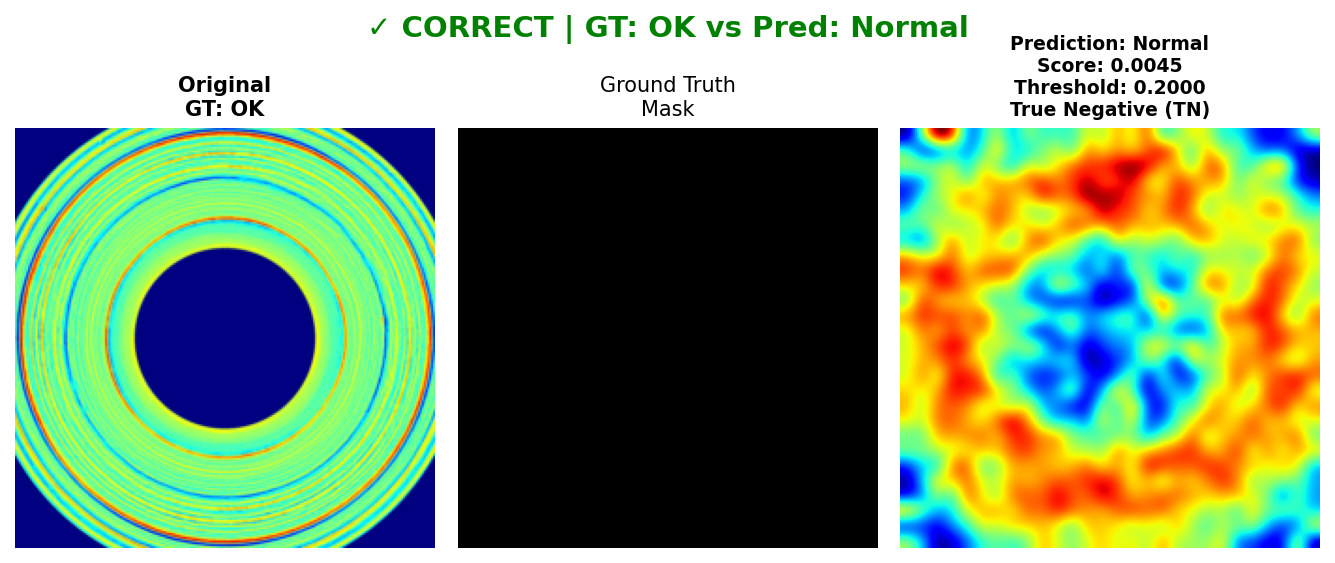 ✓ CORRECT | GT: OK vs Pred: Normal
Original
GT: OK
Ground Truth
Mask
Prediction: Normal
Score: 0.0045
Threshold: 0.2000
True Negative (TN)